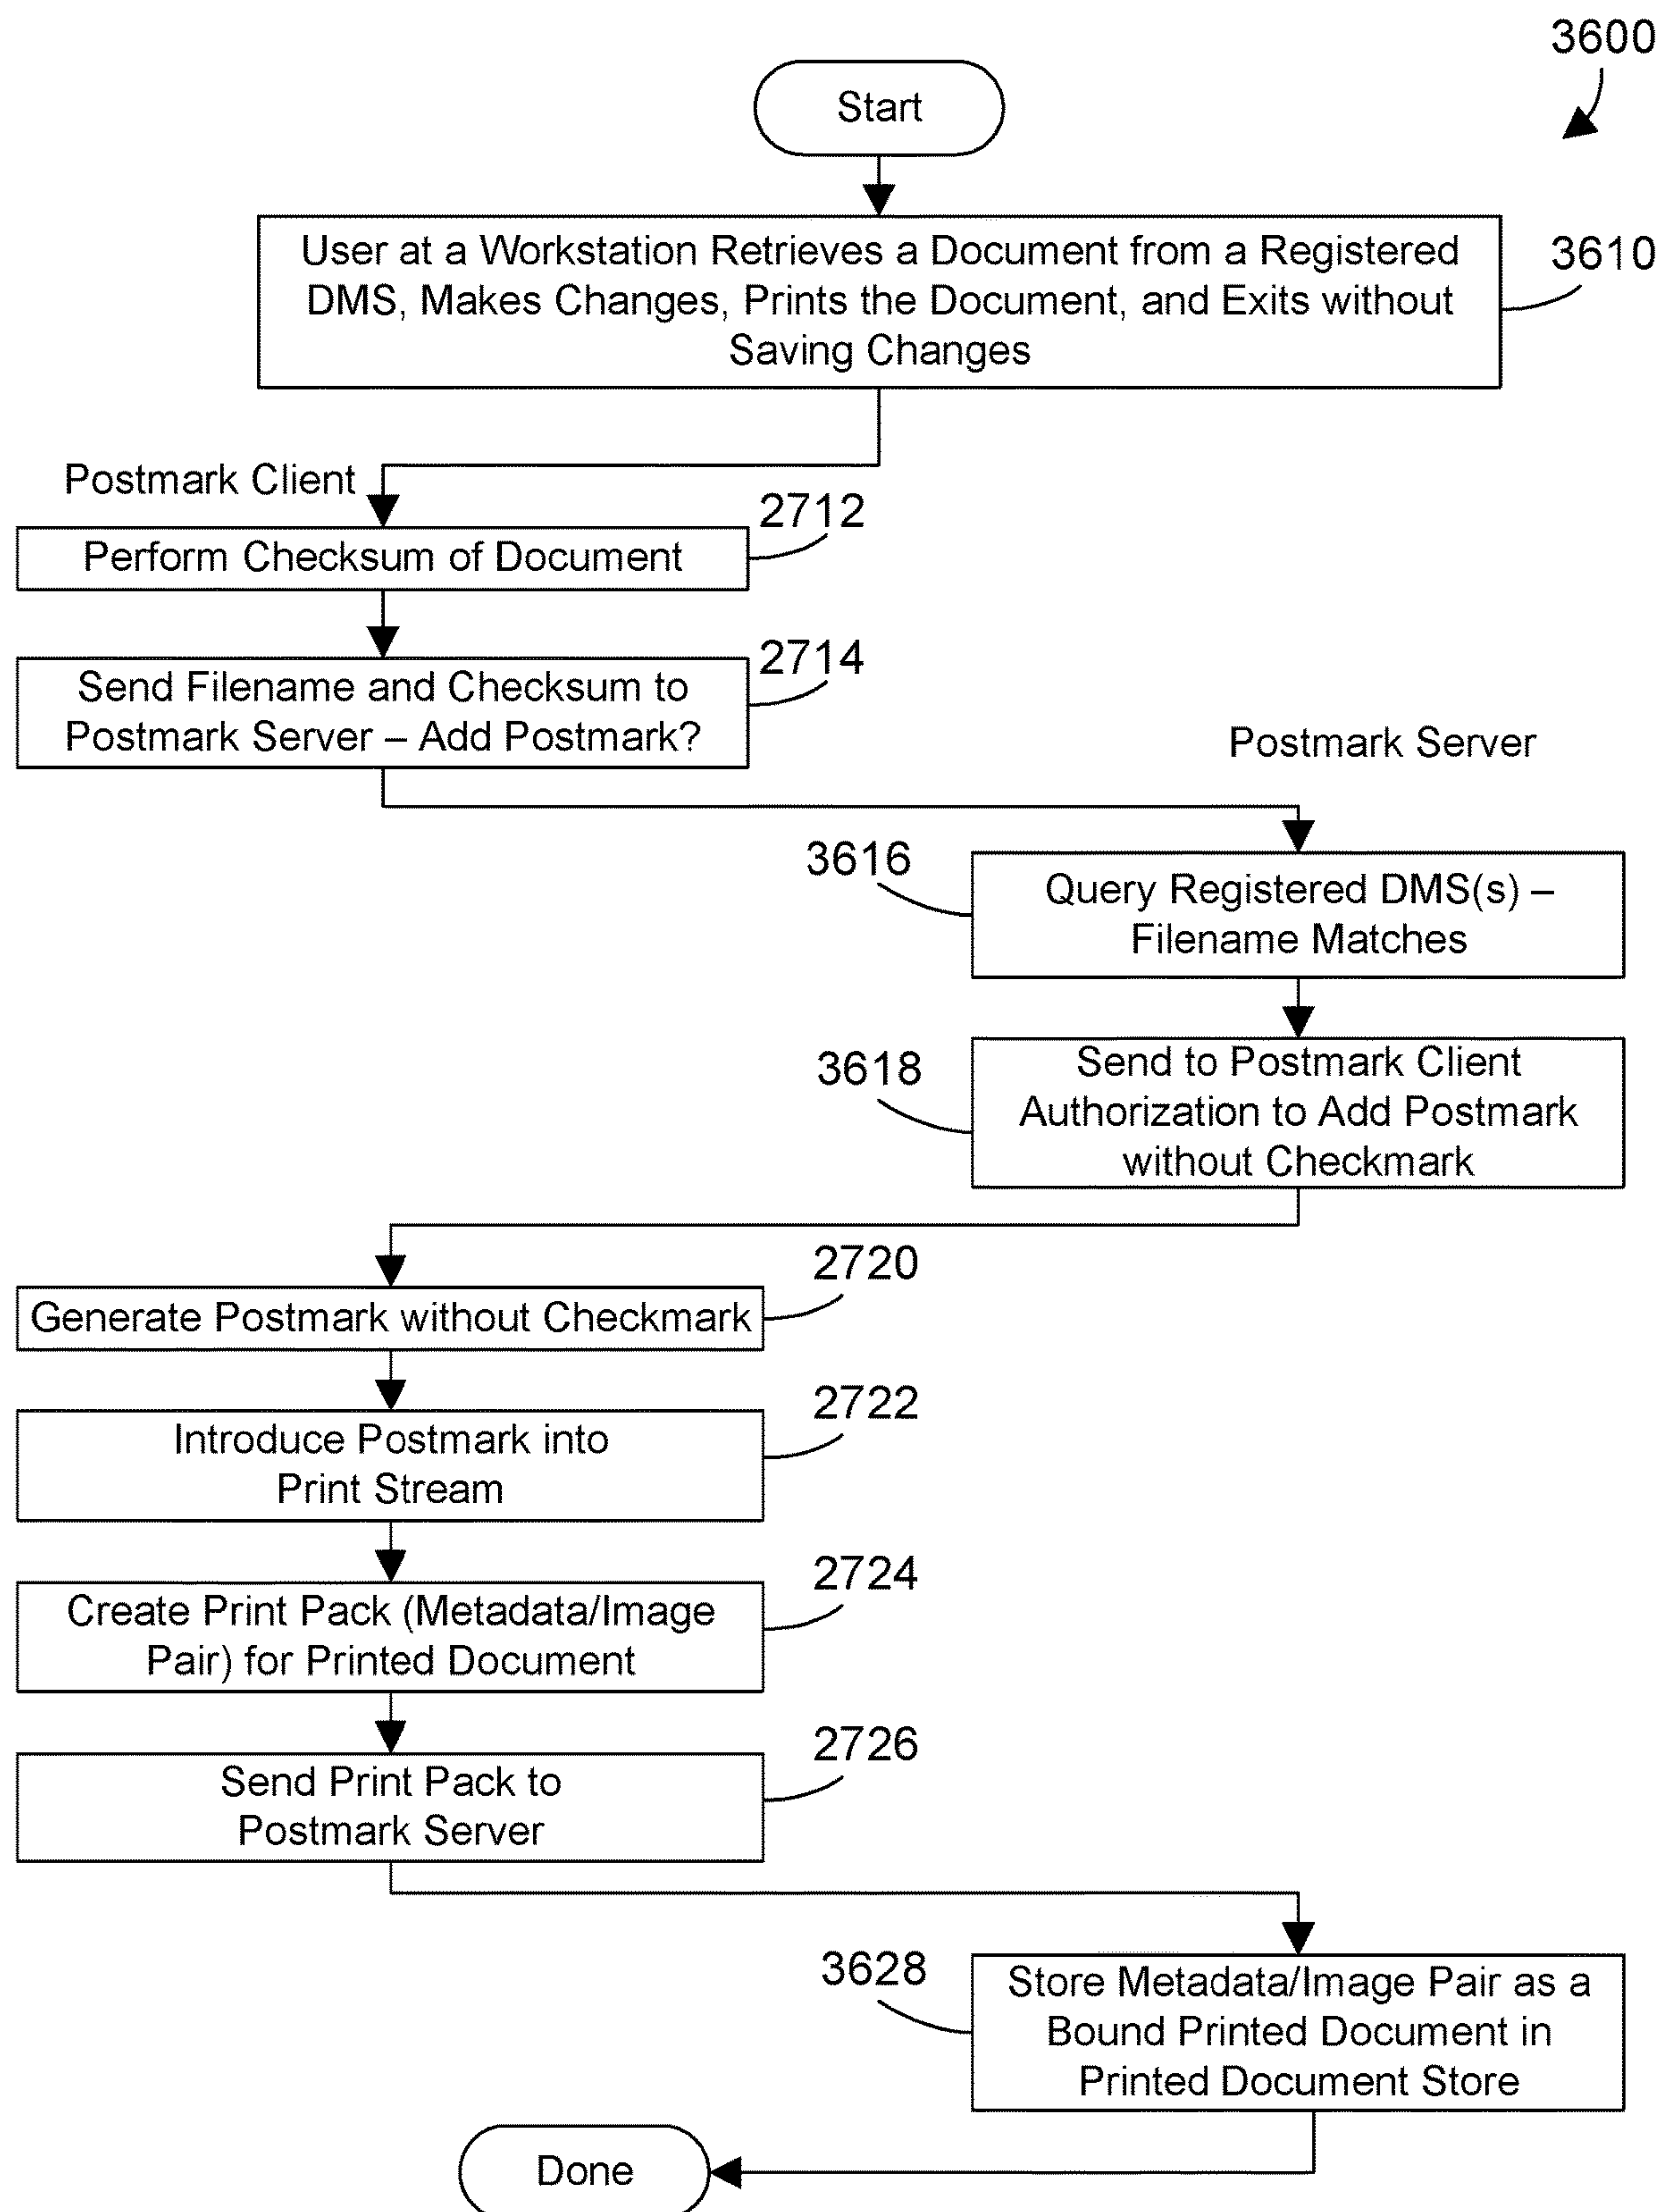 3600
Start
User at a Workstation Retrieves a Document from a Registered
DMS, Makes Changes, Prints the Document, and Exits without
Saving Changes
3610
Postmark Client
2712
Perform Checksum of Document
2714
Send Filename and Checksum to
Postmark Server – Add Postmark?
Postmark Server
3616
Query Registered DMS(s) –
Filename Matches
3618
Send to Postmark Client
Authorization to Add Postmark
without Checkmark
2720
Generate Postmark without Checkmark
2722
Introduce Postmark into
Print Stream
2724
Create Print Pack (Metadata/Image
Pair) for Printed Document
2726
Send Print Pack to
Postmark Server
3628
Store Metadata/Image Pair as a
Bound Printed Document in
Printed Document Store
Done